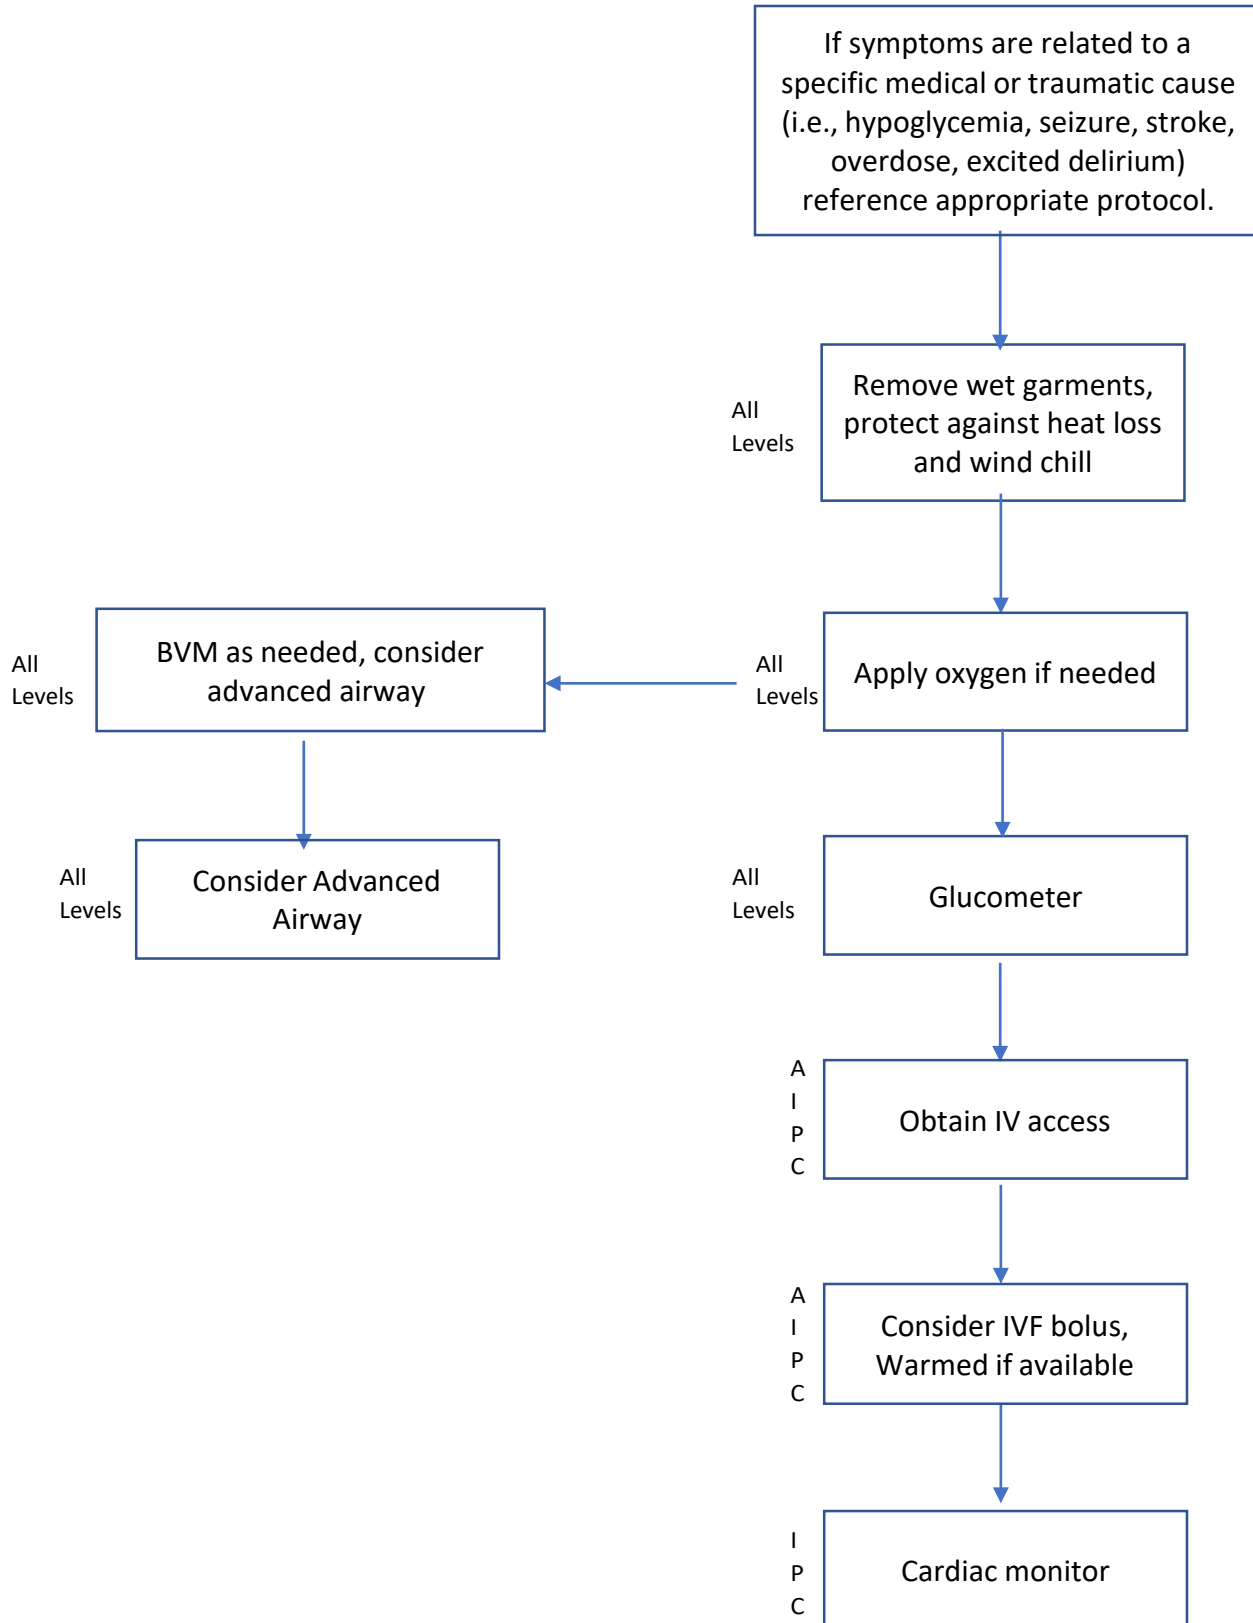 If symptoms are related to a
specific medical or traumatic cause
(i.e., hypoglycemia, seizure, stroke,
overdose, excited delirium)
reference appropriate protocol.
All
Levels
Remove wet garments,
protect against heat loss
and wind chill
All
Levels
BVM as needed, consider
advanced airway
All
Levels
Apply oxygen if needed
All
Levels
Consider Advanced
Airway
All
Levels
Glucometer
A
I
P
C
Obtain IV access
A
I
P
C
Consider IVF bolus,
Warmed if available
I
P
C
Cardiac monitor